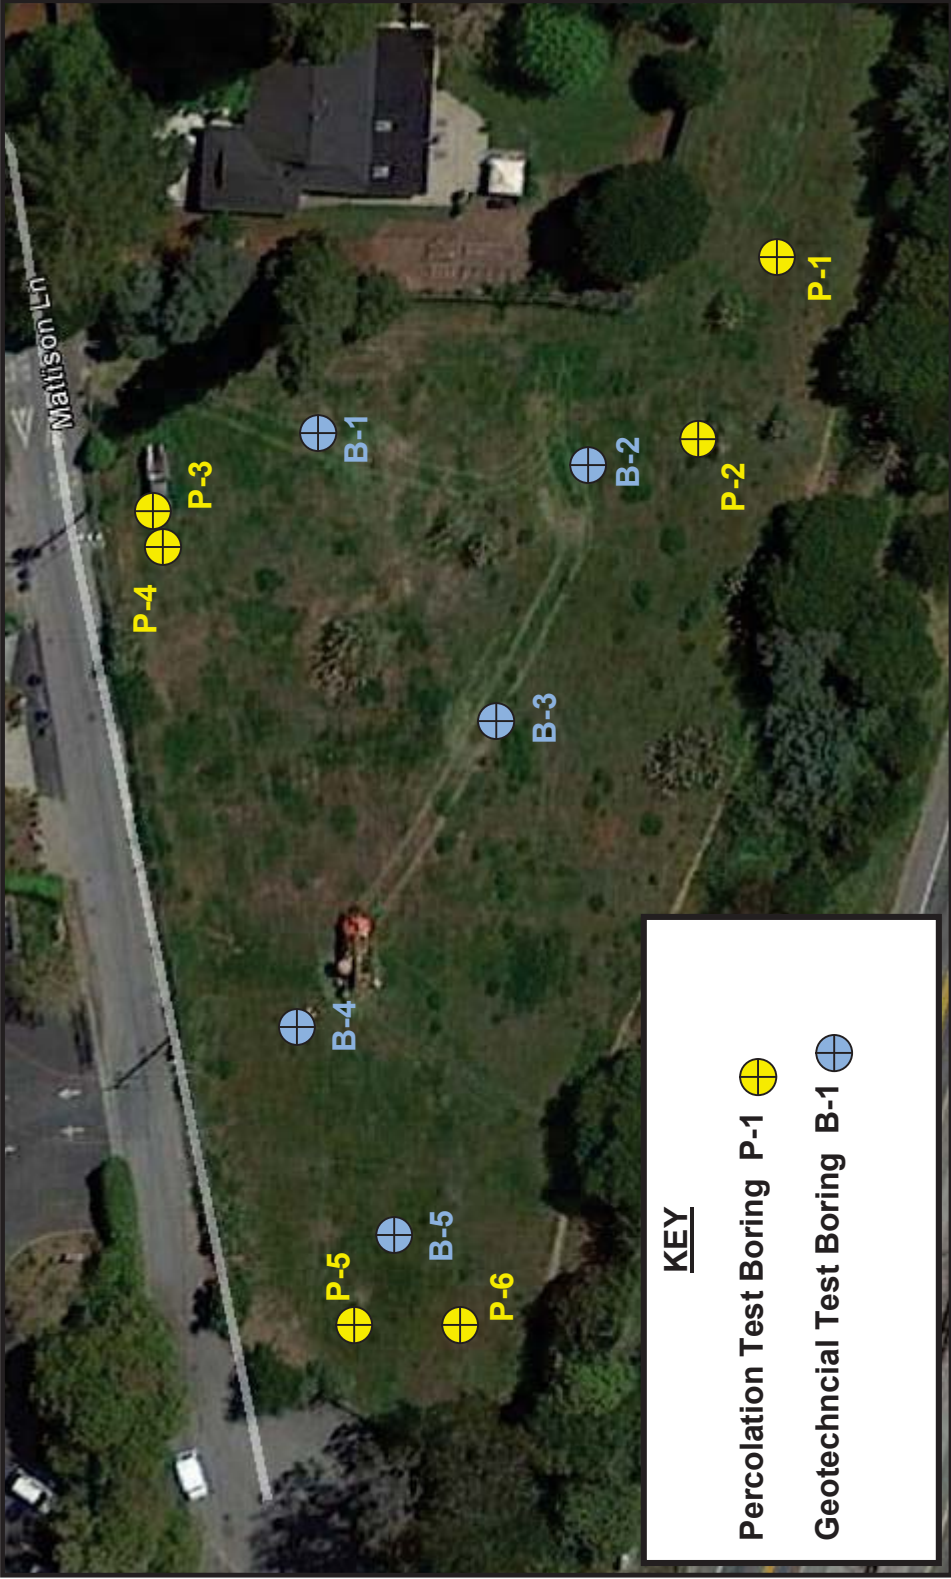 Mattison Ln
P-4
P-3
B-1
B-2
P-2
P-1
B-3
B-4
P-5
B-5
P-6
KEY
Percolation Test Boring P-1
Geotechncial Test Boring B-1